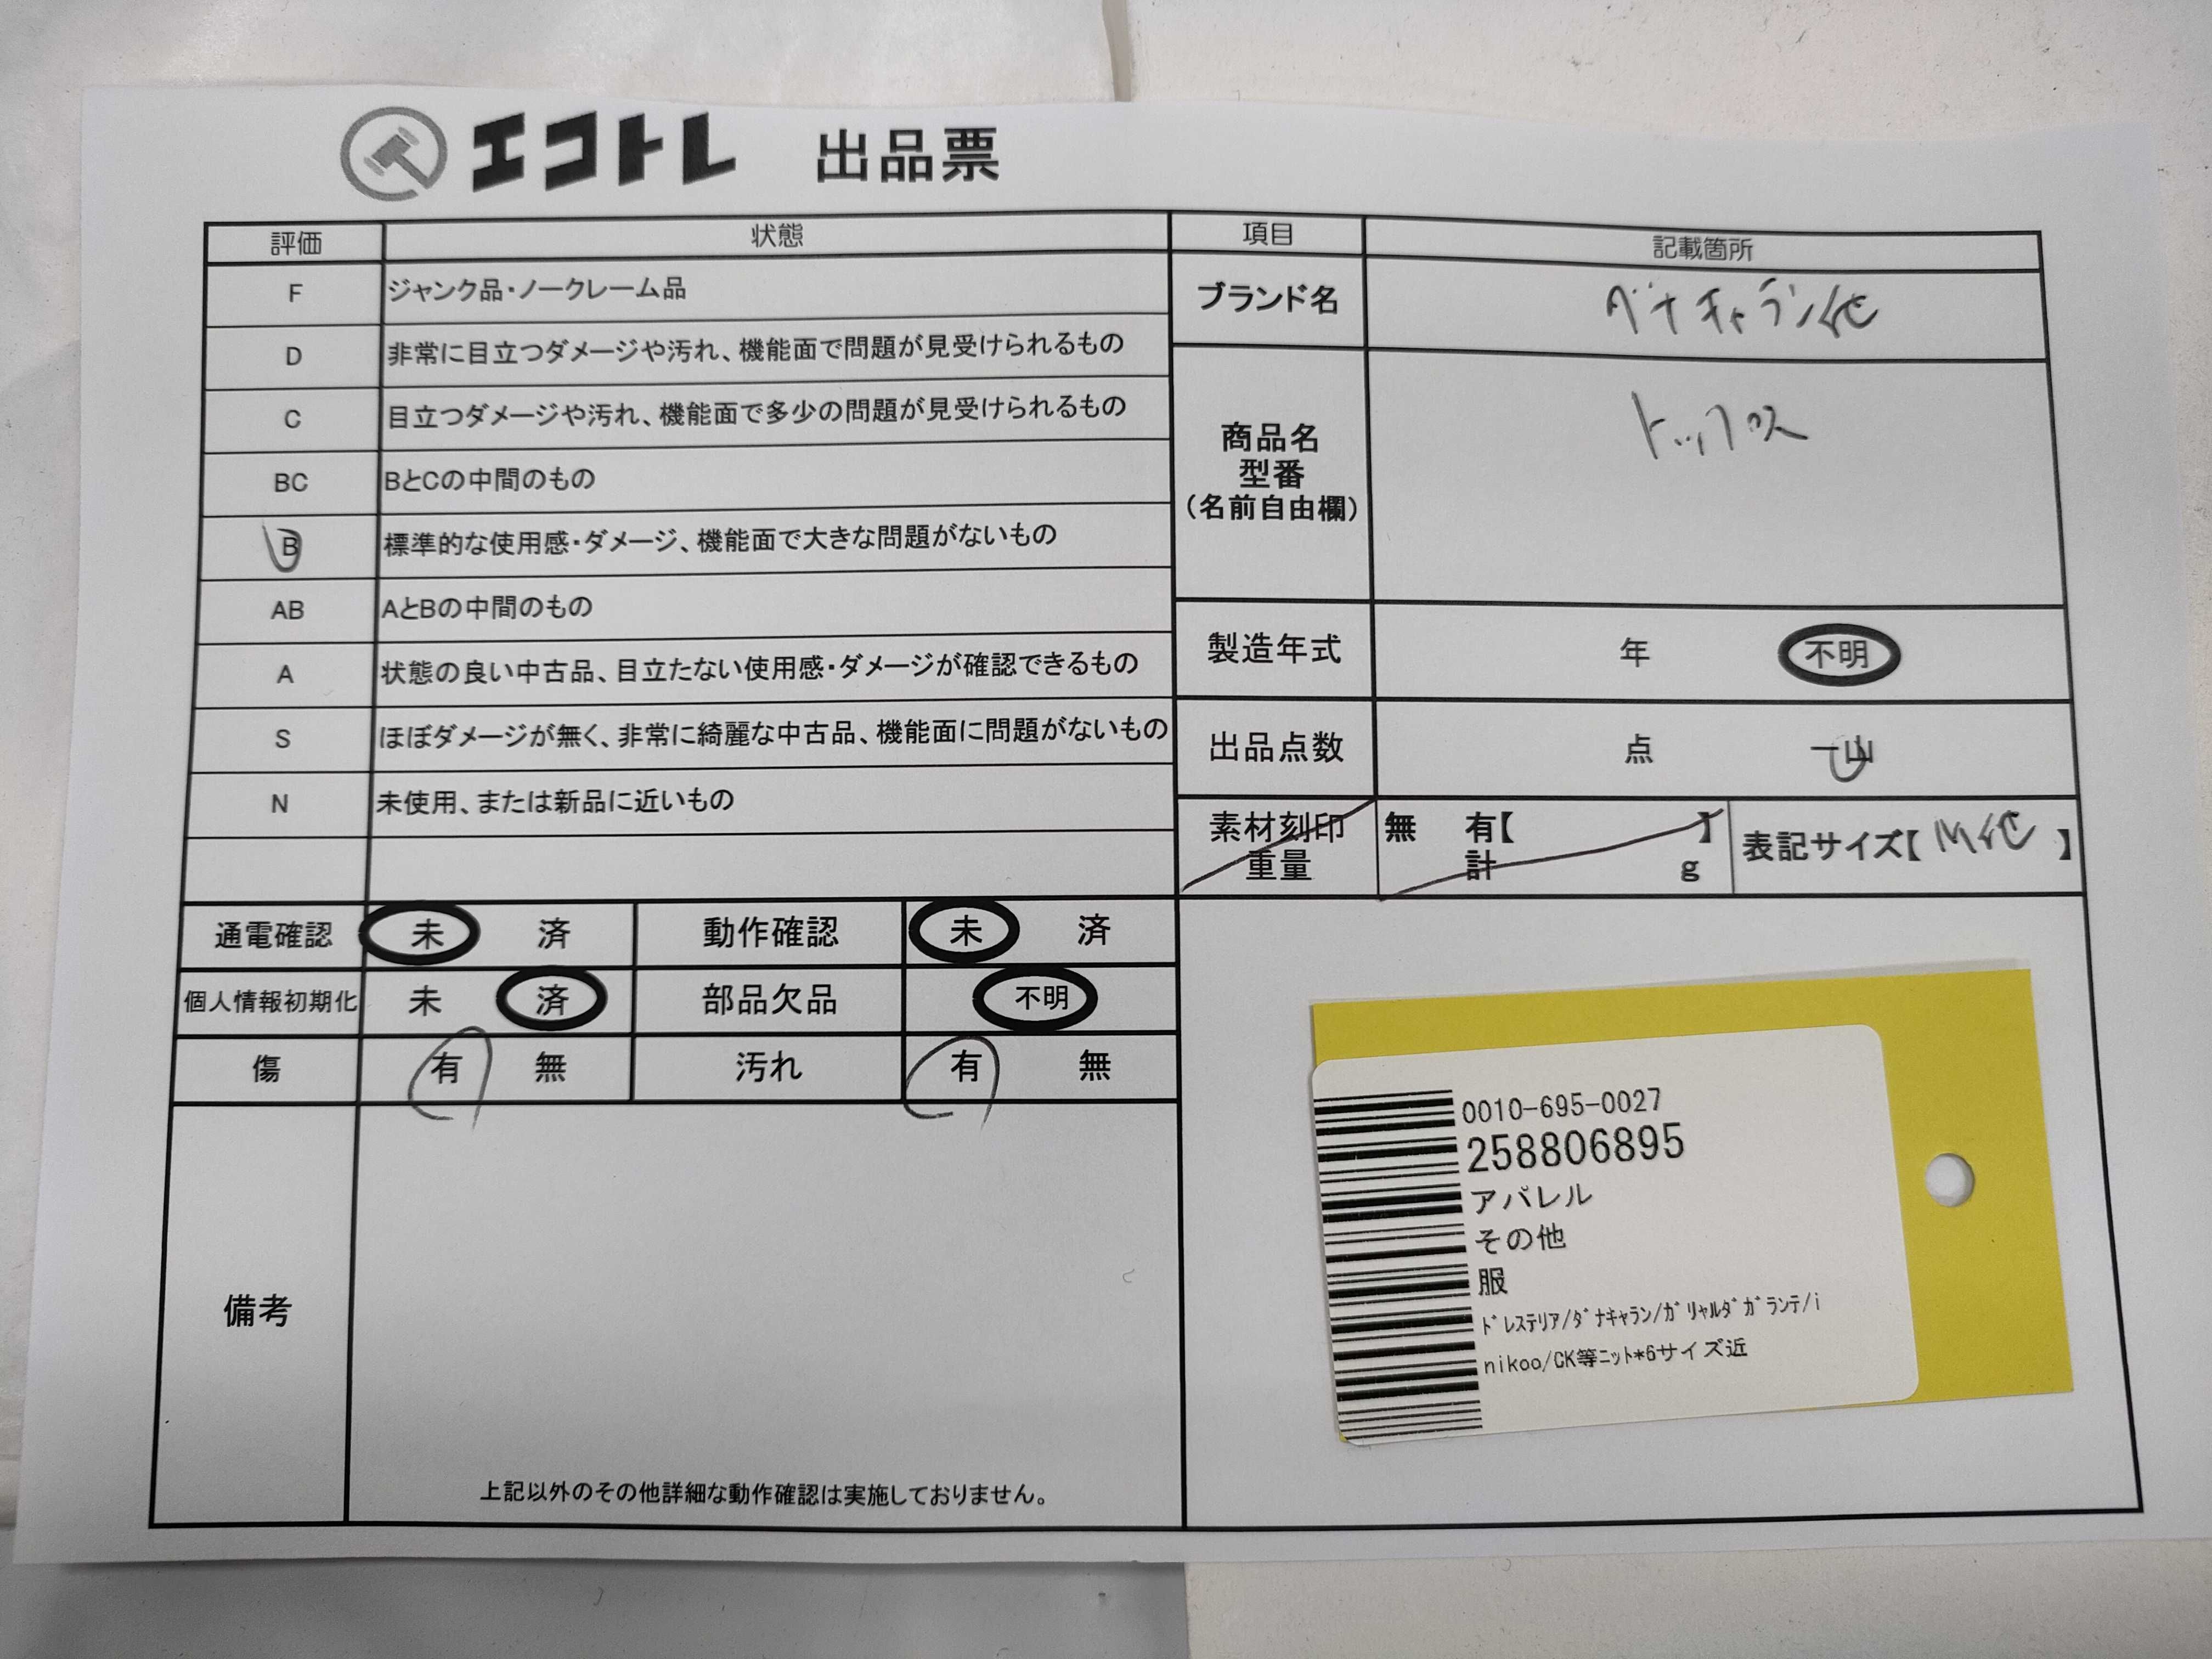 エコトレ 出品票
評価 状態
F ジャンク品・ノークレーム品
D 非常に目立つダメージや汚れ、機能面で問題が見受けられるもの
C 目立つダメージや汚れ、機能面で多少の問題が見受けられるもの
BC BとCの中間のもの
B 標準的な使用感・ダメージ、機能面で大きな問題がないもの
AB AとBの中間のもの
A 状態の良い中古品、目立たない使用感・ダメージが確認できるもの
S ほぼダメージが無く、非常に綺麗な中古品、機能面に問題がないもの
N 未使用、または新品に近いもの
項目 記載箇所
ブランド名 ダナキャラン他
商品名
型番
(名前自由欄)
トップス
製造年式 年 不明
出品点数 点 一山
素材刻印 無 有【 】
重量 計 g
表記サイズ【 M他 】
通電確認 未 済 動作確認 未 済
個人情報初期化 未 済 部品欠品 不明
傷 有 無 汚れ 有 無
備考
上記以外のその他詳細な動作確認は実施しておりません。
0010-695-0027
258806895
アパレル
その他
服
ﾄﾞﾚｽﾃﾘｱ/ﾀﾞﾅｷｬﾗﾝ/ｶﾞﾘｬﾙﾀﾞｶﾞﾗﾝﾃ/i
nikoo/CK等ﾆｯﾄ*6サイズ近